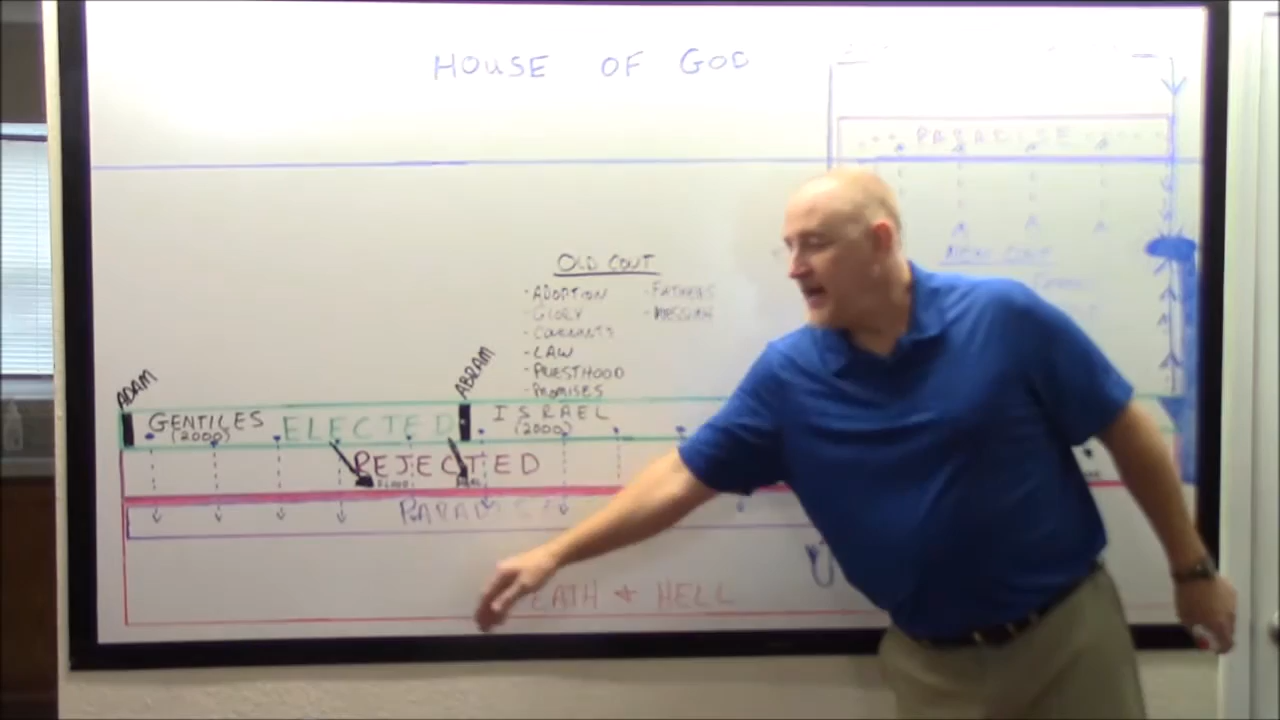 HOUSE OF GOD
PARADISE
OLD COVT
- ADOPTION - FATHERS
- GLORY - MESSIAH
- COVENANTS
- LAW
- PRIESTHOOD
- PROMISES
ADAM
ABRAM
GENTILES ELECTED ISRAEL
(2000) (2000)
REJECTED
FLOOD
DEATH + HELL